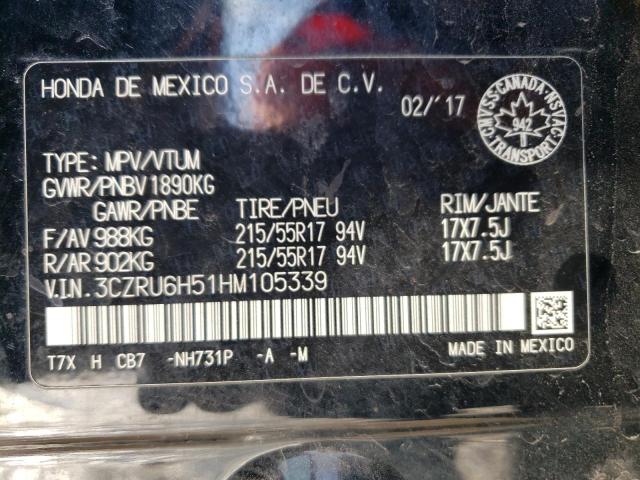 HONDA DE MEXICO S.A. DE C.V.
02/'17
CMVSS-CANADA-NSVAC
942
TRANSPORT
TYPE: MPV/VTUM
GVWR/PNBV 1890KG
GAWR/PNBE TIRE/PNEU RIM/JANTE
F/AV 988KG 215/55R17 94V 17X7.5J
R/AR 902KG 215/55R17 94V 17X7.5J
V.I.N. 3CZRU6H51HM105339
T7X H CB7 -NH731P -A -M MADE IN MEXICO